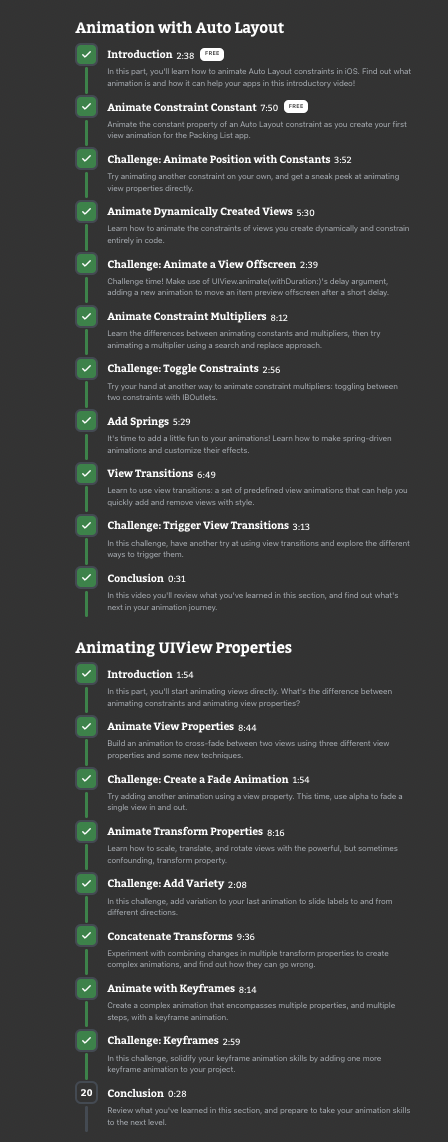 Animation with Auto Layout
Introduction 2:38 FREE
In this part, you'll learn how to animate Auto Layout constraints in iOS. Find out what
animation is and how it can help your apps in this introductory video!
Animate Constraint Constant 7:50 FREE
Animate the constant property of an Auto Layout constraint as you create your first
view animation for the Packing List app.
Challenge: Animate Position with Constants 3:52
Try animating another constraint on your own, and get a sneak peek at animating
view properties directly.
Animate Dynamically Created Views 5:30
Learn how to animate the constraints of views you create dynamically and constrain
entirely in code.
Challenge: Animate a View Offscreen 2:39
Challenge time! Make use of UIView.animate(withDuration:)'s delay argument,
adding a new animation to move an item preview offscreen after a short delay.
Animate Constraint Multipliers 8:12
Learn the differences between animating constants and multipliers, then try
animating a multiplier using a search and replace approach.
Challenge: Toggle Constraints 2:56
Try your hand at another way to animate constraint multipliers: toggling between
two constraints with IBOutlets.
Add Springs 5:29
It's time to add a little fun to your animations! Learn how to make spring-driven
animations and customize their effects.
View Transitions 6:49
Learn to use view transitions: a set of predefined view animations that can help you
quickly add and remove views with style.
Challenge: Trigger View Transitions 3:13
In this challenge, have another try at using view transitions and explore the different
ways to trigger them.
Conclusion 0:31
In this video you'll review what you've learned in this section, and find out what's
next in your animation journey.
Animating UIView Properties
Introduction 1:54
In this part, you'll start animating views directly. What's the difference between
animating constraints and animating view properties?
Animate View Properties 8:44
Build an animation to cross-fade between two views using three different view
properties and some new techniques.
Challenge: Create a Fade Animation 1:54
Try adding another animation using a view property. This time, use alpha to fade a
single view in and out.
Animate Transform Properties 8:16
Learn how to scale, translate, and rotate views with the powerful, but sometimes
confounding, transform property.
Challenge: Add Variety 2:08
In this challenge, add variation to your last animation to slide labels to and from
different directions.
Concatenate Transforms 9:36
Experiment with combining changes in multiple transform properties to create
complex animations, and find out how they can go wrong.
Animate with Keyframes 8:14
Create a complex animation that encompasses multiple properties, and multiple
steps, with a keyframe animation.
Challenge: Keyframes 2:59
In this challenge, solidify your keyframe animation skills by adding one more
keyframe animation to your project.
20 Conclusion 0:28
Review what you've learned in this section, and prepare to take your animation skills
to the next level.